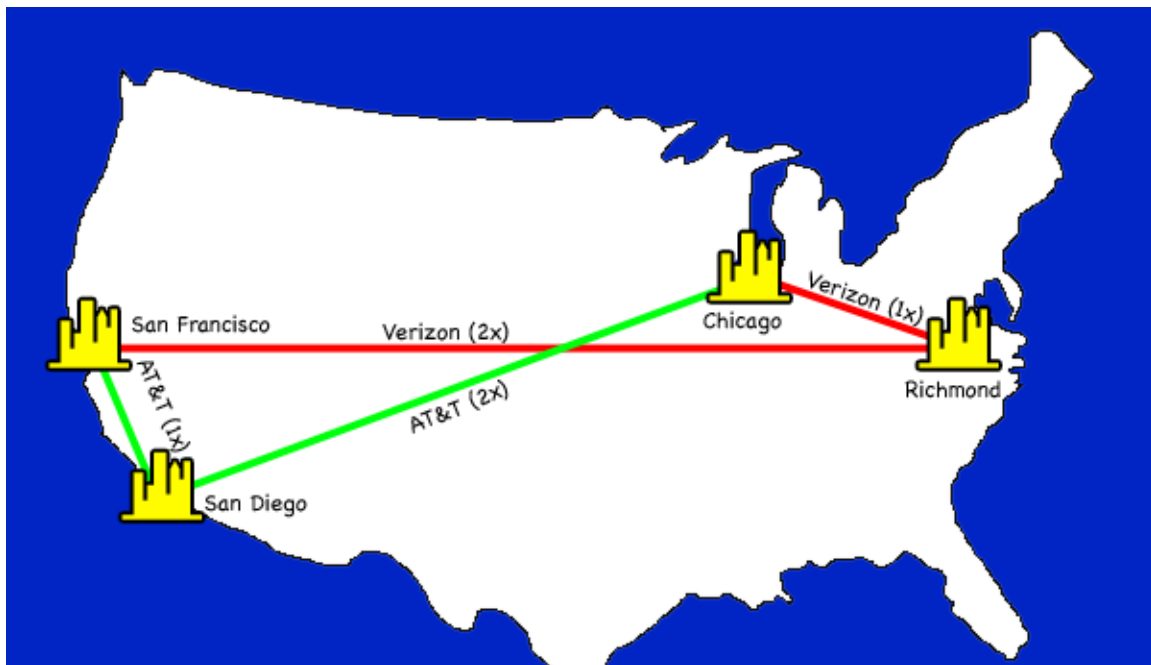 Verizon (1x)
San Francisco
Verizon (2x)
Chicago
AT&T (1x)
AT&T (2x)
Richmond
San Diego